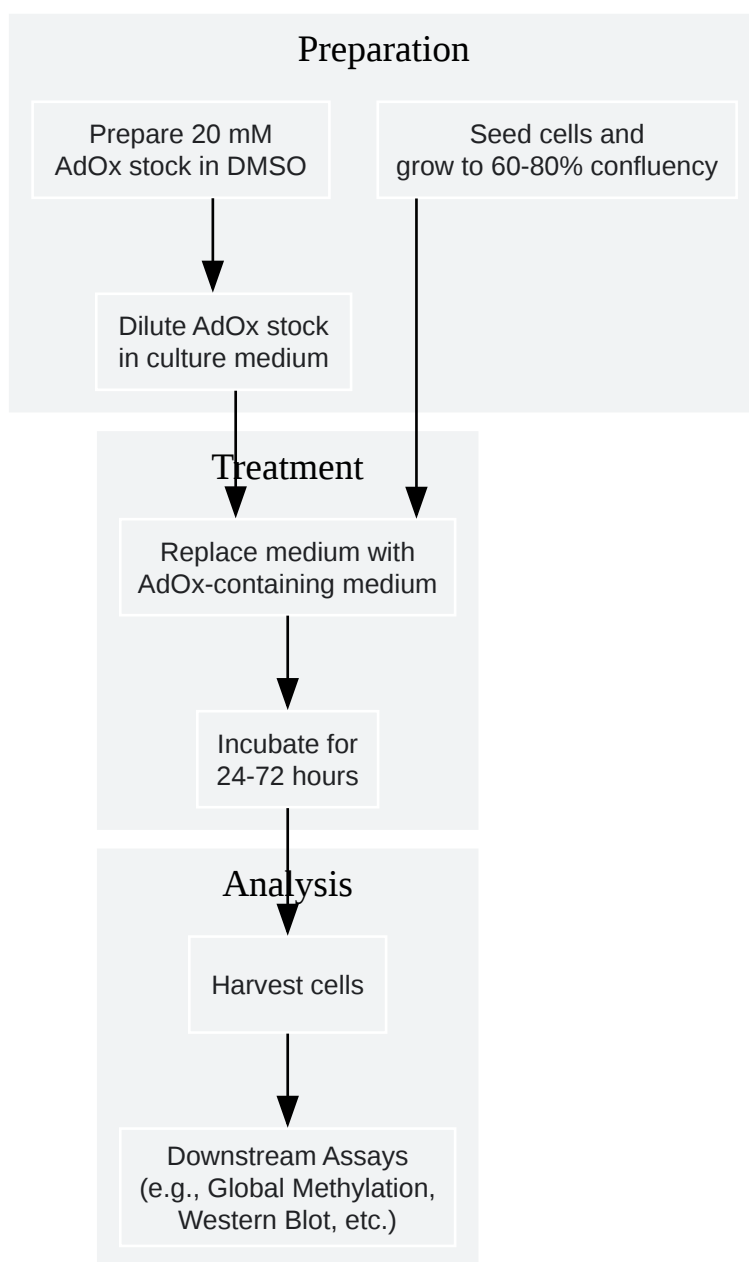 Preparation
Prepare 20 mM
AdOx stock in DMSO
Seed cells and
grow to 60-80% confluency
Dilute AdOx stock
in culture medium
Treatment
Replace medium with
AdOx-containing medium
Incubate for
24-72 hours
Analysis
Harvest cells
Downstream Assays
(e.g., Global Methylation,
Western Blot, etc.)